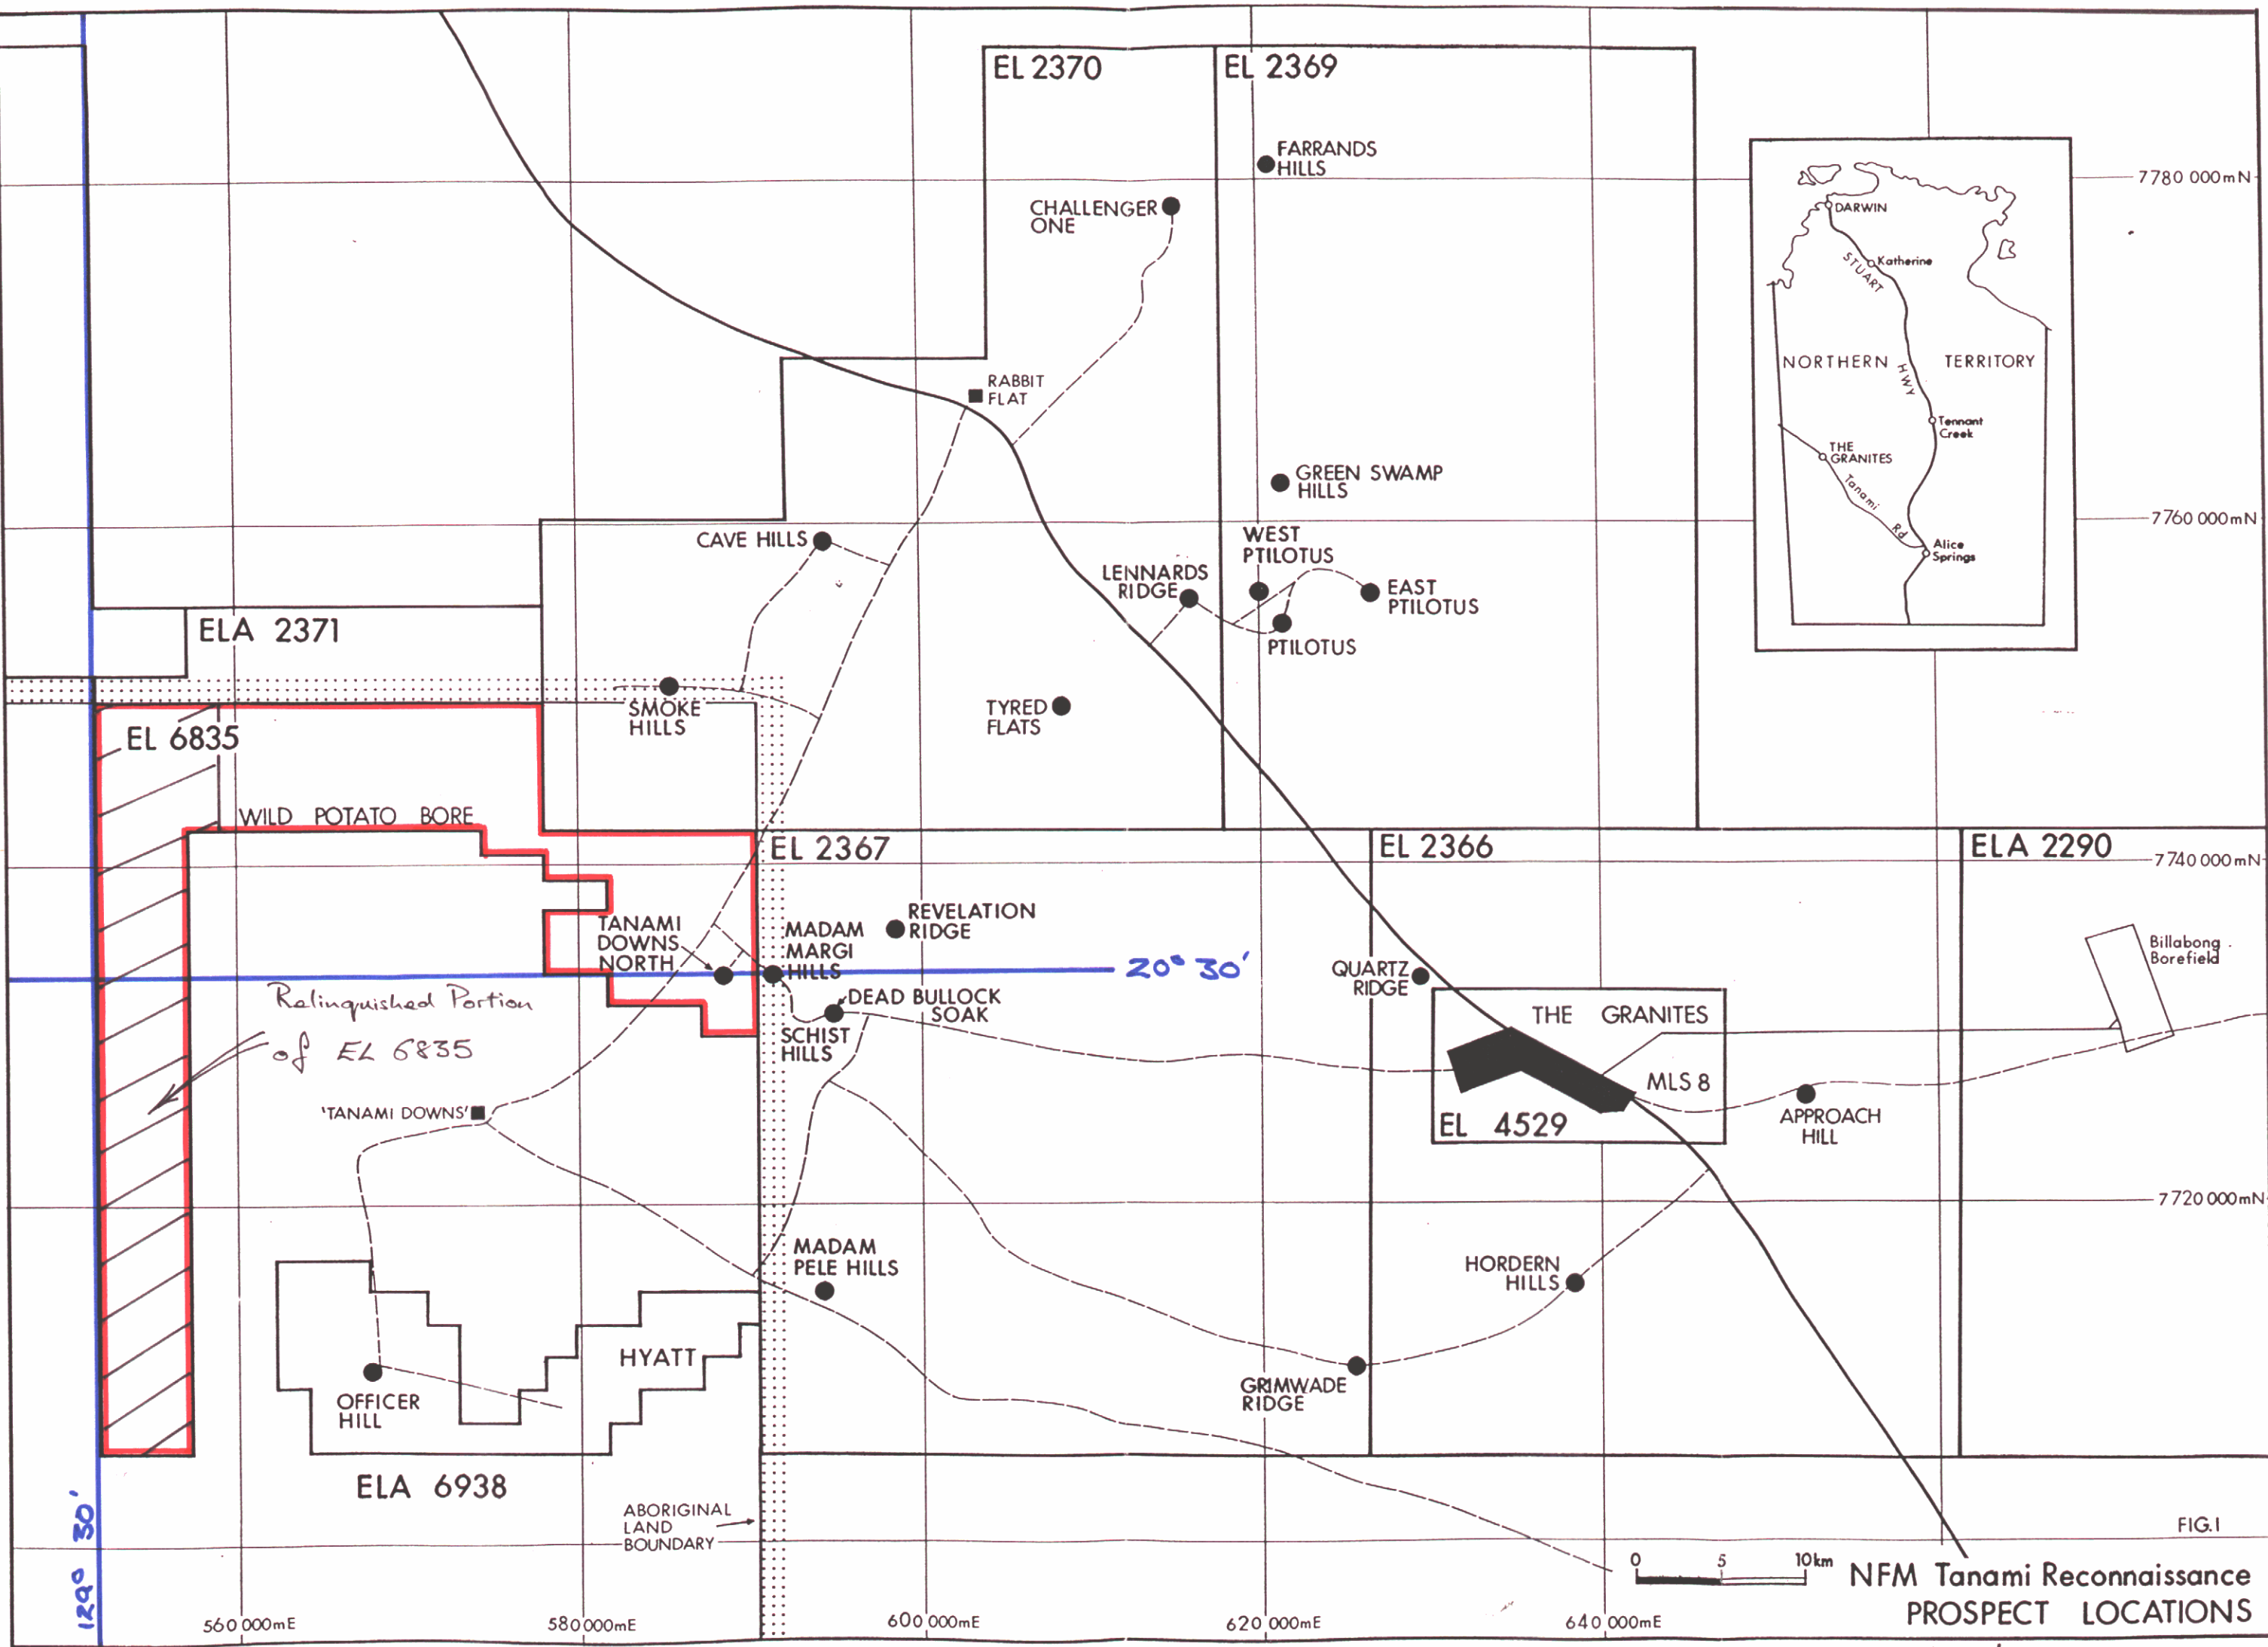 EL 2370
EL 2369
FARRANDS
HILLS
CHALLENGER
ONE
7780 000mN
DARWIN
Katherine
STUART
HWY
NORTHERN
TERRITORY
Tennant
Creek
THE
GRANITES
Tanami
Rd
Alice
Springs
RABBIT
FLAT
GREEN SWAMP
HILLS
7760 000mN
CAVE HILLS
WEST
PTILOTUS
LENNARDS
RIDGE
EAST
PTILOTUS
PTILOTUS
ELA 2371
SMOKE
HILLS
TYRED
FLATS
EL 6835
WILD POTATO BORE
EL 2367
EL 2366
ELA 2290
7740 000mN
TANAMI
DOWNS
NORTH
MADAM
MARGI
HILLS
REVELATION
RIDGE
20° 30'
QUARTZ
RIDGE
Billabong
Borefield
Relinquished Portion
of EL 6835
DEAD BULLOCK
SOAK
SCHIST
HILLS
THE GRANITES
MLS 8
EL 4529
APPROACH
HILL
'TANAMI DOWNS'
7720 000mN
MADAM
PELE HILLS
HORDERN
HILLS
HYATT
OFFICER
HILL
GRIMWADE
RIDGE
ELA 6938
ABORIGINAL
LAND
BOUNDARY
129° 30'
FIG.1
0 5 10km
NFM Tanami Reconnaissance
PROSPECT LOCATIONS
560 000mE
580 000mE
600 000mE
620 000mE
640 000mE